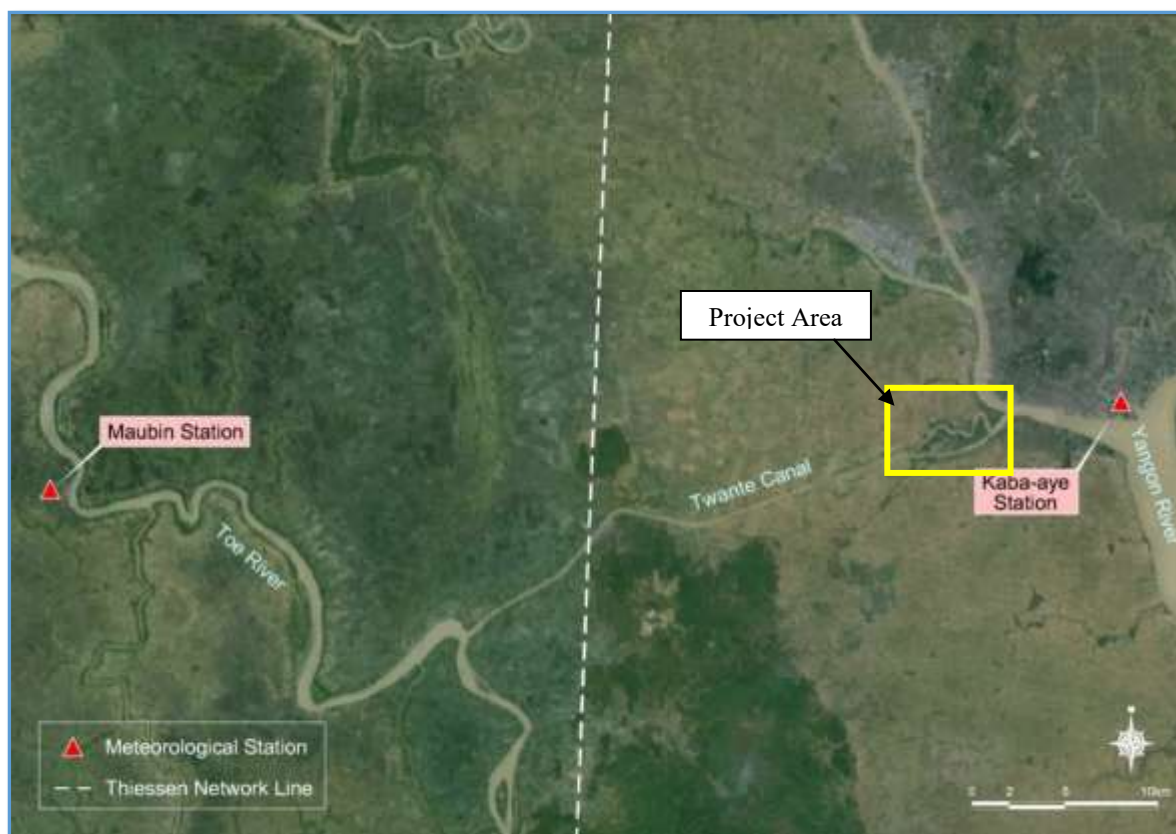 Project Area
Maubin Station
Kaba-aye
Station
Yangon River
Twante Canal
Toe River
Meteorological Station
Thiessen Network Line
0 2 6 10km